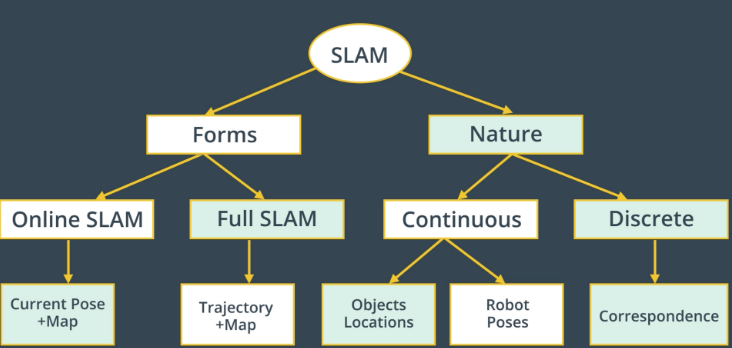 SLAM
Forms
Nature
Online SLAM
Full SLAM
Continuous
Discrete
Current Pose
+Map
Trajectory
+Map
Objects
Locations
Robot
Poses
Correspondence